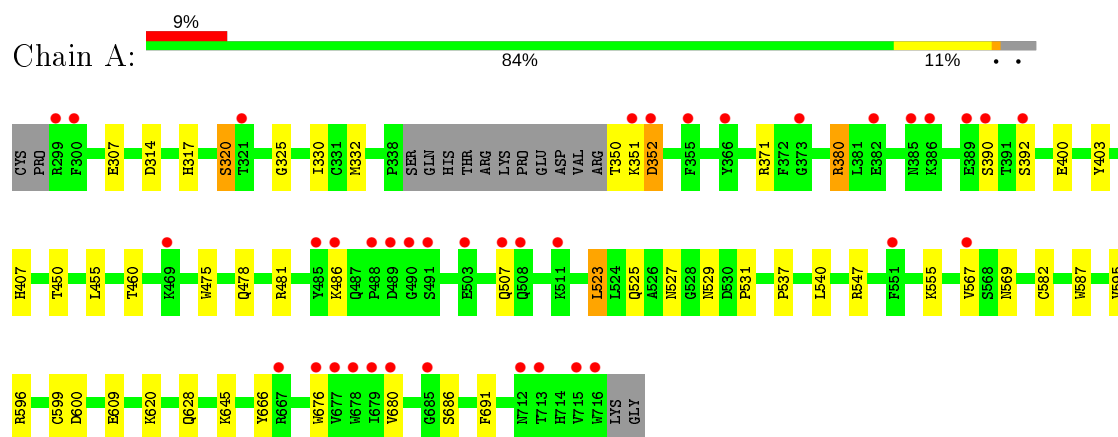 9%
Chain A:
84% 11% • •
CYS PRO R299 F300 E307 D314 H317 S320 T321 G325 I330 C331 M332 P338 SER GLN HIS THR ARG LYS PRO GLU ASP VAL ARG T350 K351 D352 F355 Y366 R371 F372 G373 R380 L381 E382 N385 K386 E389 S390 T391 S392 E400 Y403
H407 T450 L455 T460 K469 W475 Q478 R481 Y485 K486 Q487 P488 D489 G490 S491 E503 Q507 Q508 K511 L523 L524 Q525 A526 N527 G528 N529 D530 P531 P537 L540 R547 F551 K555 V567 S568 N569 C582 W587
R596 C599 D600 E609 K620 Q628 K645 Y666 R667 W676 V677 W678 I679 V680 G685 S686 F691 N712 T713 H714 V715 W716 LYS GLY